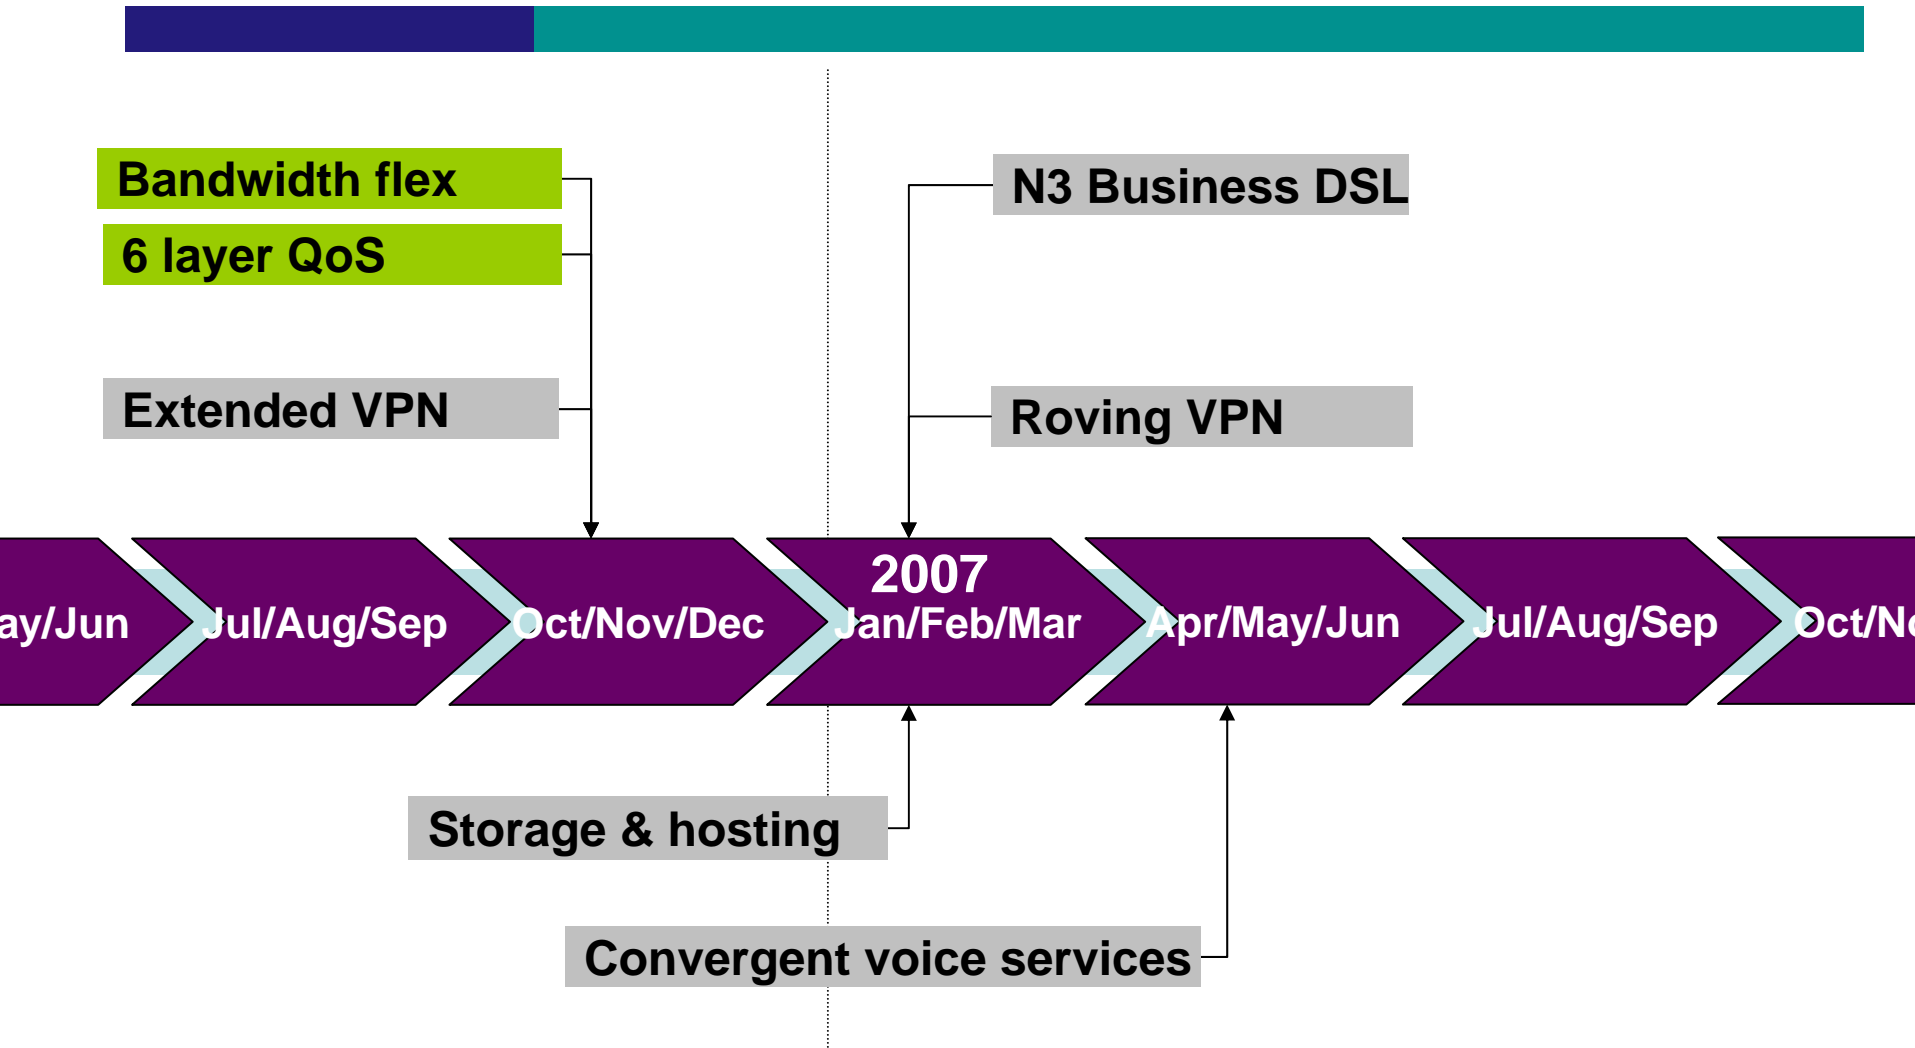 Bandwidth flex
6 layer QoS
Extended VPN
N3 Business DSL
Roving VPN
ay/Jun
Jul/Aug/Sep
Oct/Nov/Dec
2007
Jan/Feb/Mar
Apr/May/Jun
Jul/Aug/Sep
Oct/No
Storage & hosting
Convergent voice services